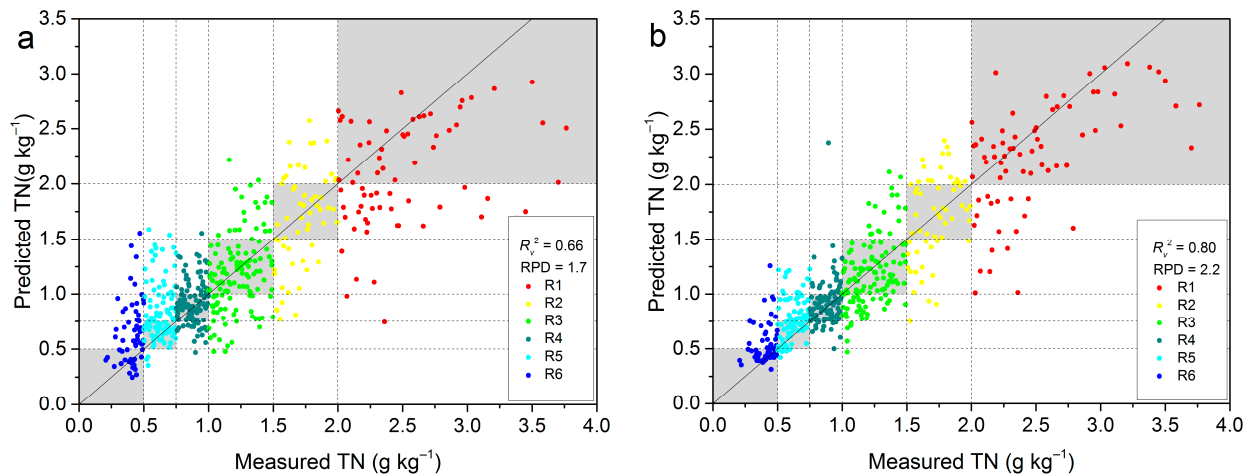 a
Predicted TN(g kg⁻¹)
3.5
3.0
2.5
2.0
1.5
1.0
0.5
0.0
R_v² = 0.66
RPD = 1.7
R1
R2
R3
R4
R5
R6
0.0 0.5 1.0 1.5 2.0 2.5 3.0 3.5 4.0
Measured TN (g kg⁻¹)
b
Predicted TN (g kg⁻¹)
3.5
3.0
2.5
2.0
1.5
1.0
0.5
0.0
R_v² = 0.80
RPD = 2.2
R1
R2
R3
R4
R5
R6
0.0 0.5 1.0 1.5 2.0 2.5 3.0 3.5 4.0
Measured TN (g kg⁻¹)